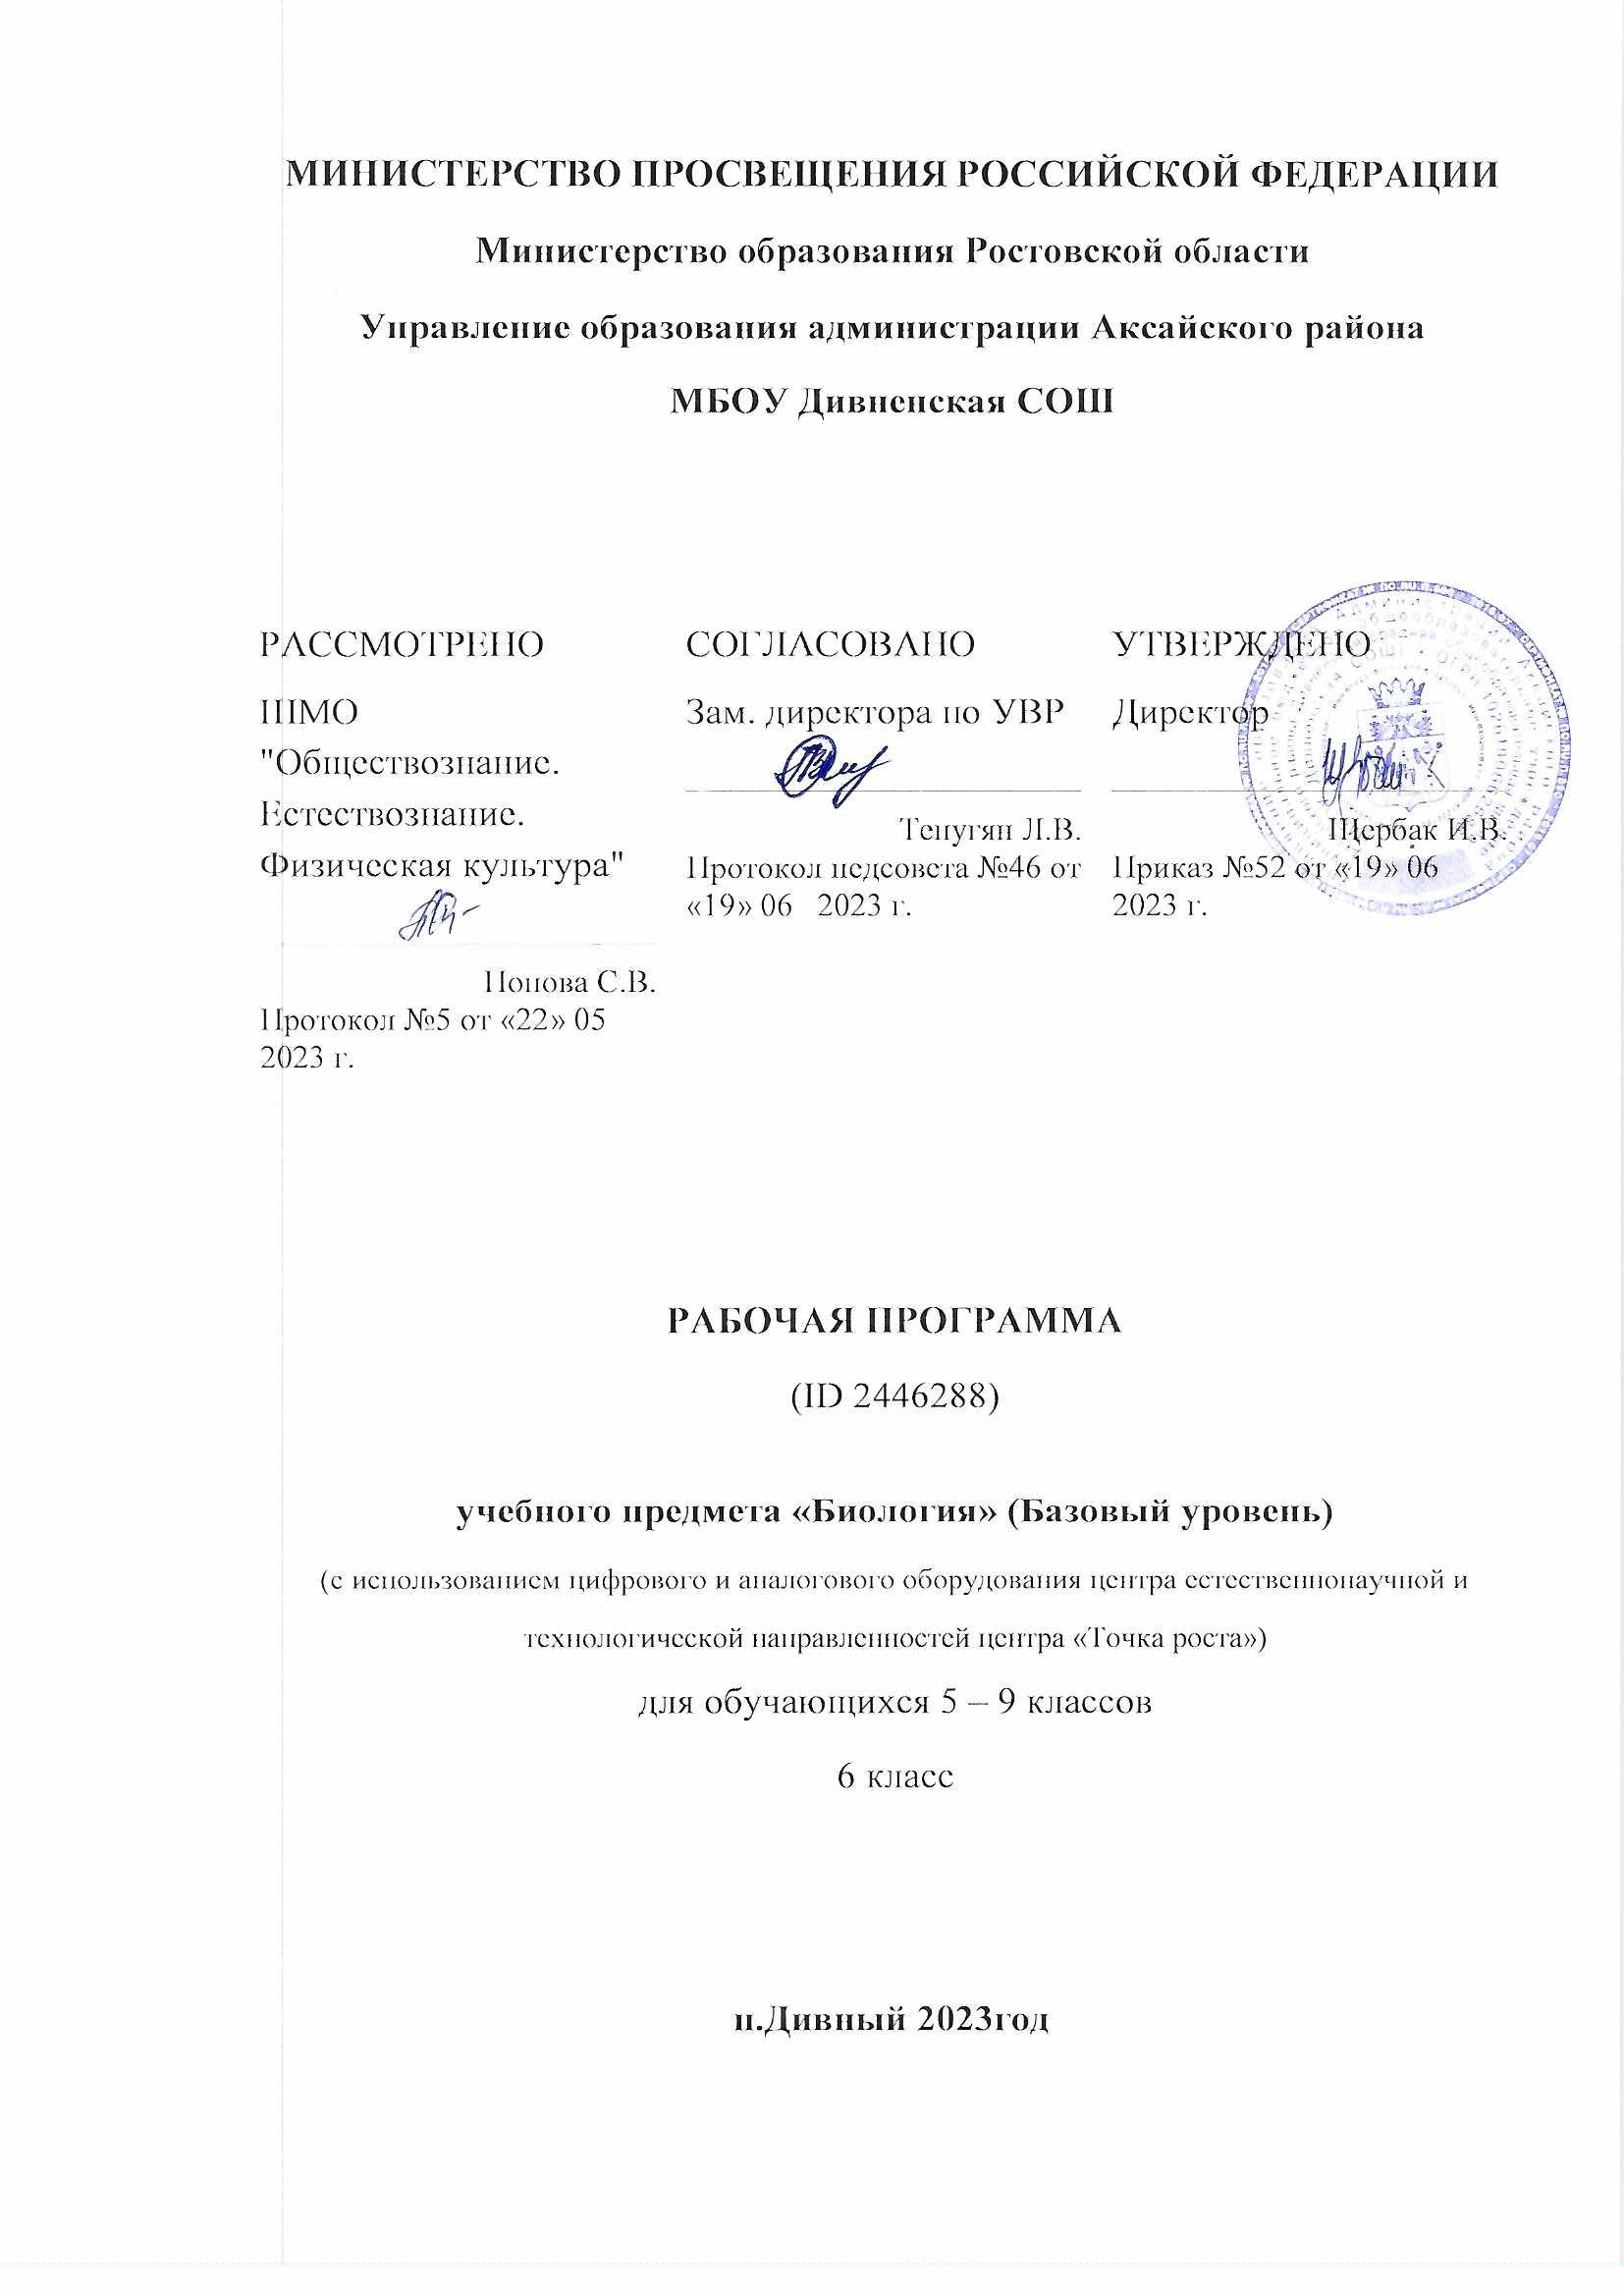 МИНИСТЕРСТВО ПРОСВЕЩЕНИЯ РОССИЙСКОЙ ФЕДЕРАЦИИ
Министерство образования Ростовской области
Управление образования администрации Аксайского района
МБОУ Дивненская СОШ
РАССМОТРЕНО
ШМО
"Обществознание.
Естествознание.
Физическая культура"
Попова С.В.
Протокол №5 от «22» 05
2023 г.
СОГЛАСОВАНО
Зам. директора по УВР
Тепугян Л.В.
Протокол педсовета №46 от
«19» 06 2023 г.
УТВЕРЖДЕНО
Директор
Щербак И.В.
Приказ №52 от «19» 06
2023 г.
РАБОЧАЯ ПРОГРАММА
(ID 2446288)
учебного предмета «Биология» (Базовый уровень)
(с использованием цифрового и аналогового оборудования центра естественнонаучной и
технологической направленностей центра «Точка роста»)
для обучающихся 5 – 9 классов
6 класс
п.Дивный 2023год